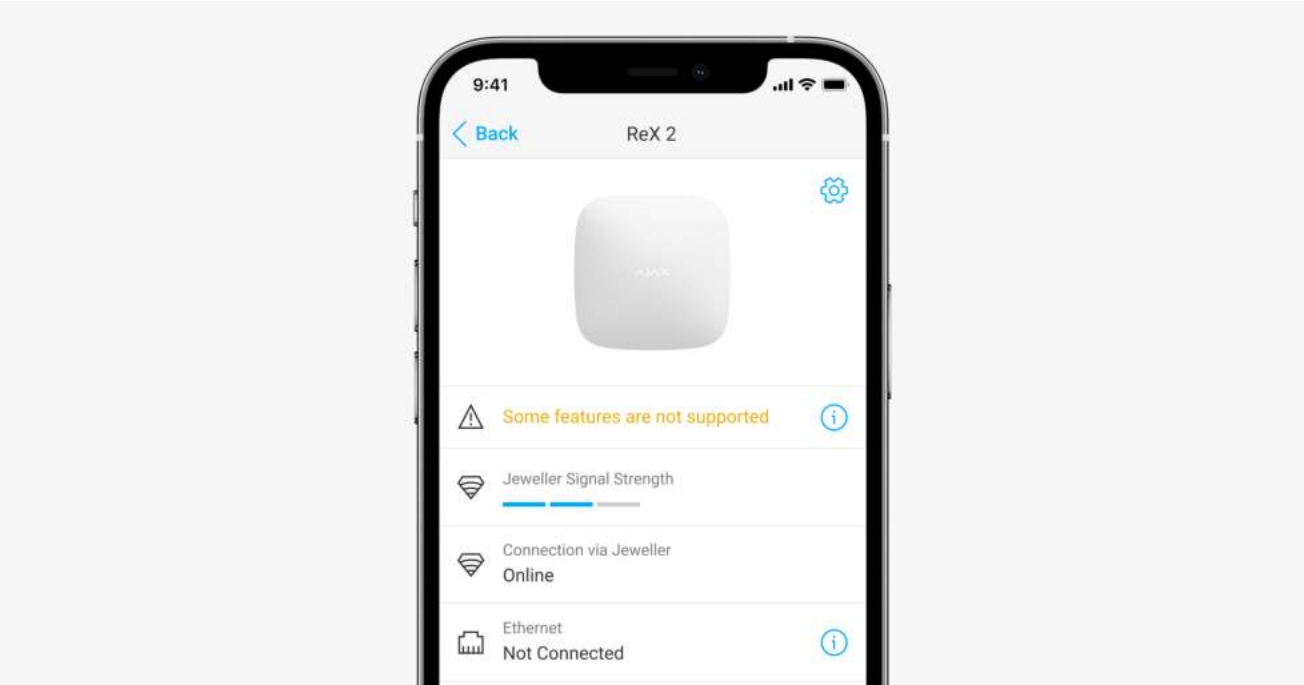 9:41
Back
ReX 2
AJAX
Some features are not supported
Jeweller Signal Strength
Connection via Jeweller
Online
Ethernet
Not Connected